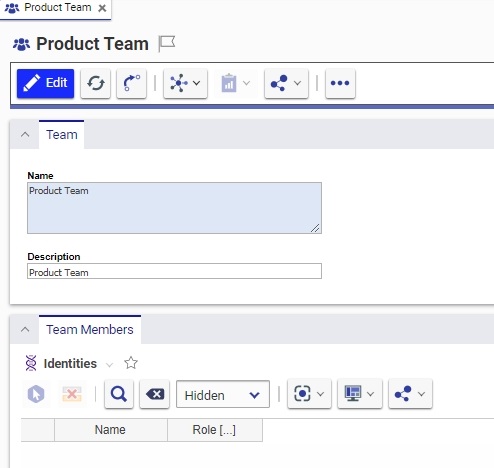 Product Team
Product Team
Edit
Team
Name
Product Team
Description
Product Team
Team Members
Identities
Hidden
Name Role [...]